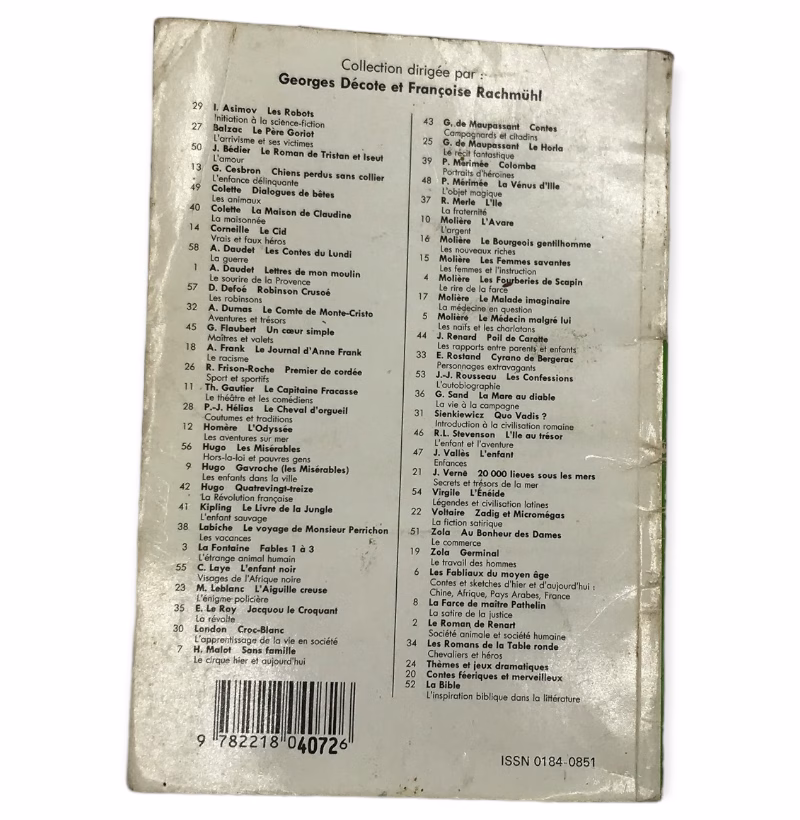 Collection dirigée par :
Georges Décote et Françoise Rachmühl
29 I. Asimov Les Robots
Initiation à la science-fiction
27 Balzac Le Père Goriot
L'arrivisme et ses victimes
50 J. Bédier Le Roman de Tristan et Iseut
L'amour
13 G. Cesbron Chiens perdus sans collier
L'enfance délinquante
49 Colette Dialogues de bêtes
Les animaux
40 Colette La Maison de Claudine
La maisonnée
14 Corneille Le Cid
Vrais et faux héros
58 A. Daudet Les Contes du Lundi
La guerre
1 A. Daudet Lettres de mon moulin
Le sourire de la Provence
57 D. Defoé Robinson Crusoé
Les robinsons
32 A. Dumas Le Comte de Monte-Cristo
Aventures et trésors
45 G. Flaubert Un cœur simple
Maîtres et valets
18 A. Frank Le Journal d'Anne Frank
Le racisme
26 R. Frison-Roche Premier de cordée
Sport et sportifs
11 Th. Gautier Le Capitaine Fracasse
Le théâtre et les comédiens
28 P.-J. Hélias Le Cheval d'orgueil
Coutumes et traditions
12 Homère L'Odyssée
Les aventures sur mer
56 Hugo Les Misérables
Hors-la-loi et pauvres gens
9 Hugo Gavroche (les Misérables)
Les enfants dans la ville
42 Hugo Quatrevingt-treize
La Révolution française
41 Kipling Le Livre de la Jungle
L'enfant sauvage
38 Labiche Le voyage de Monsieur Perrichon
Les vacances
3 La Fontaine Fables 1 à 3
L'étrange animal humain
55 C. Laye L'enfant noir
Visages de l'Afrique noire
23 M. Leblanc L'Aiguille creuse
L'énigme policière
35 E. Le Roy Jacquou le Croquant
La révolte
30 London Croc-Blanc
L'apprentissage de la vie en société
7 H. Malot Sans famille
Le cirque hier et aujourd'hui
43 G. de Maupassant Contes
Campagnards et citadins
25 G. de Maupassant Le Horla
Le récit fantastique
39 P. Mérimée Colomba
Portraits d'héroïnes
48 P. Mérimée La Vénus d'Ille
L'objet magique
37 R. Merle L'Ile
La fraternité
10 Molière L'Avare
L'argent
16 Molière Le Bourgeois gentilhomme
Les nouveaux riches
15 Molière Les Femmes savantes
Les femmes et l'instruction
4 Molière Les Fourberies de Scapin
Le rire de la farce
17 Molière Le Malade imaginaire
La médecine en question
5 Molière Le Médecin malgré lui
Les naïfs et les charlatans
44 J. Renard Poil de Carotte
Les rapports entre parents et enfants
33 E. Rostand Cyrano de Bergerac
Personnages extravagants
53 J.-J. Rousseau Les Confessions
L'autobiographie
36 G. Sand La Mare au diable
La vie à la campagne
31 Sienkiewicz Quo Vadis ?
Introduction à la civilisation romaine
46 R.L. Stevenson L'Ile au trésor
L'enfant et l'aventure
47 J. Vallès L'enfant
Enfances
21 J. Verne 20 000 lieues sous les mers
Secrets et trésors de la mer
54 Virgile L'Énéide
Légendes et civilisation latines
22 Voltaire Zadig et Micromégas
La fiction satirique
51 Zola Au Bonheur des Dames
Le commerce
19 Zola Germinal
Le travail des hommes
6 Les Fabliaux du moyen âge
Contes et sketches d'hier et d'aujourd'hui :
Chine, Afrique, Pays Arabes, France
8 La Farce de maître Pathelin
La satire de la justice
2 Le Roman de Renart
Société animale et société humaine
34 Les Romans de la Table ronde
Chevaliers et héros
24 Thèmes et jeux dramatiques
20 Contes féeriques et merveilleux
52 La Bible
L'inspiration biblique dans la littérature
9 782218 040726
ISSN 0184-0851